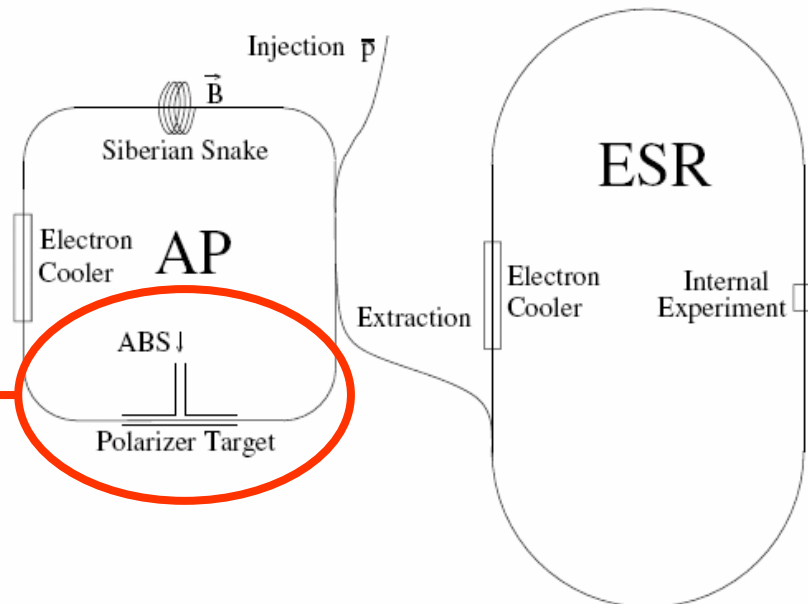 Injection p̅
B⃗
Siberian Snake
ESR
Electron
Cooler
AP
Electron
Cooler
Internal
Experiment
Extraction
ABS↓
Polarizer Target